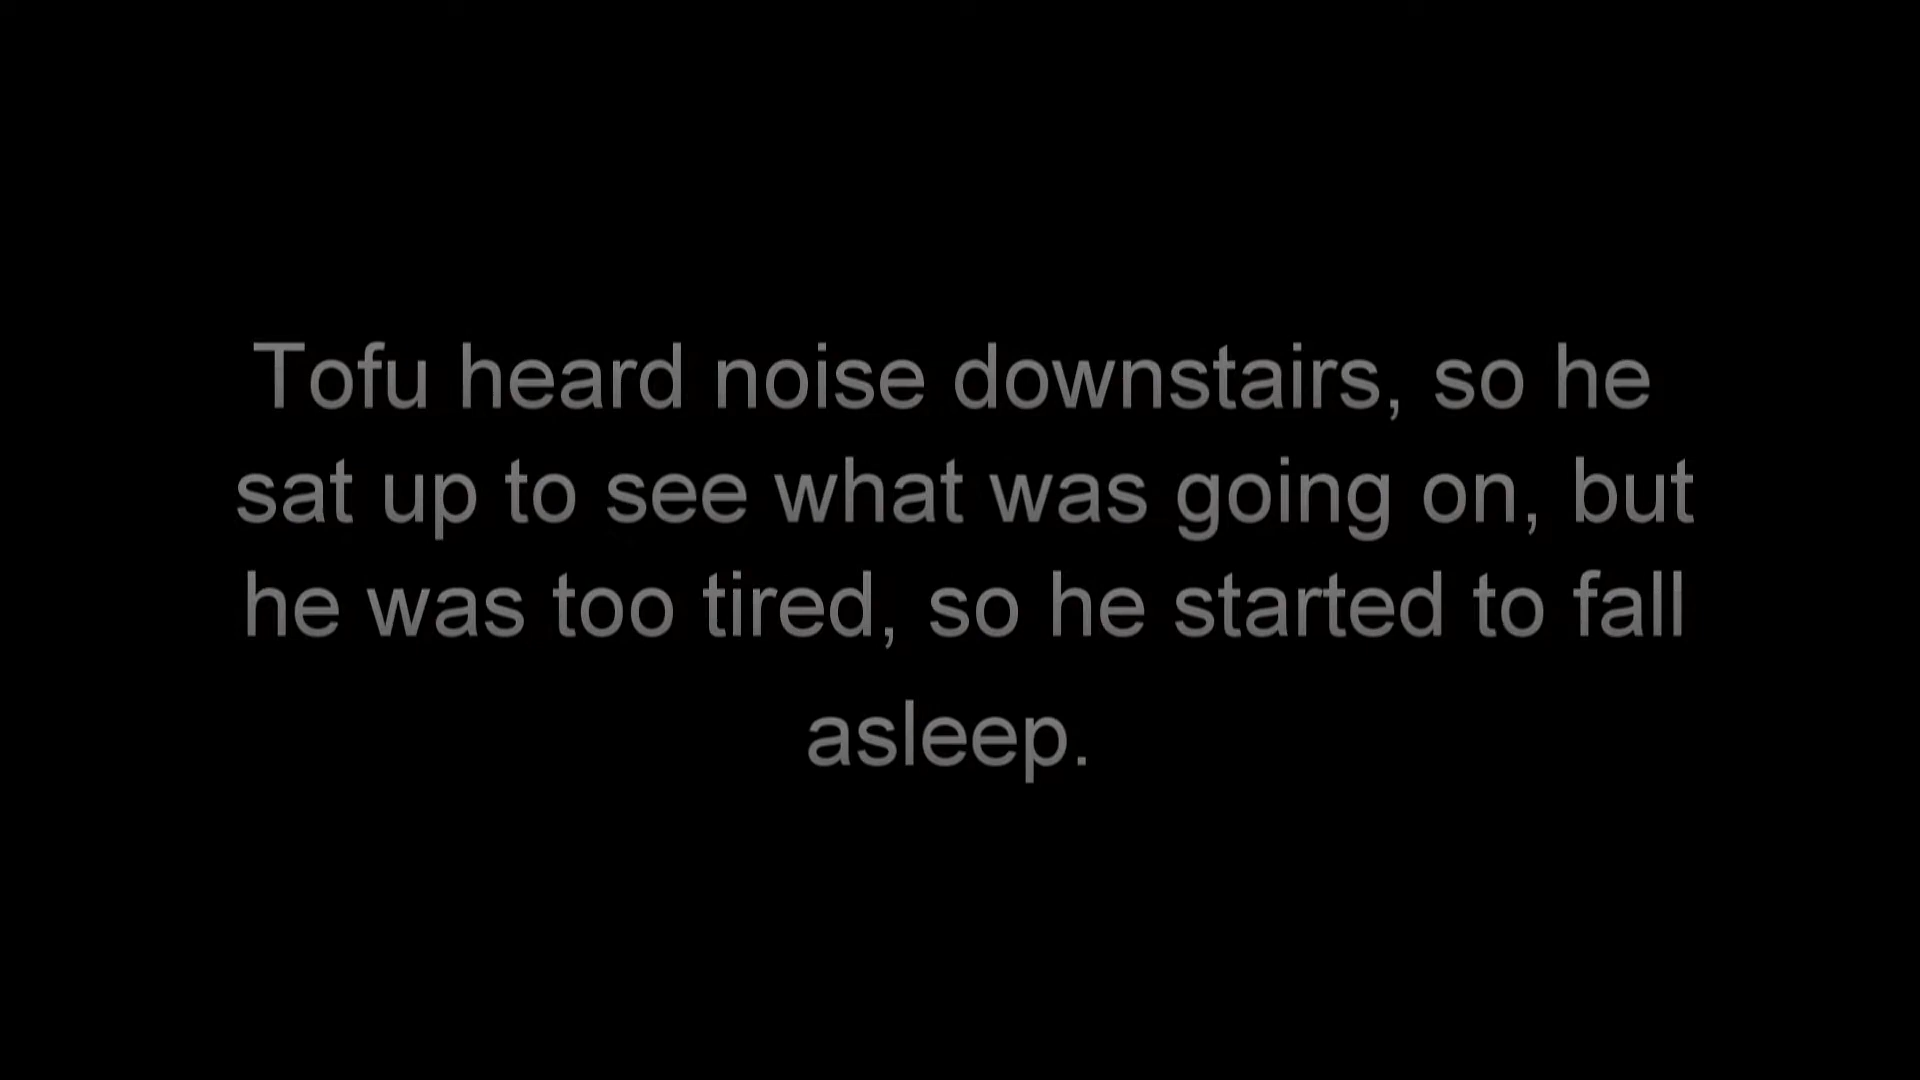 Tofu heard noise downstairs, so he
sat up to see what was going on, but
he was too tired, so he started to fall
asleep.